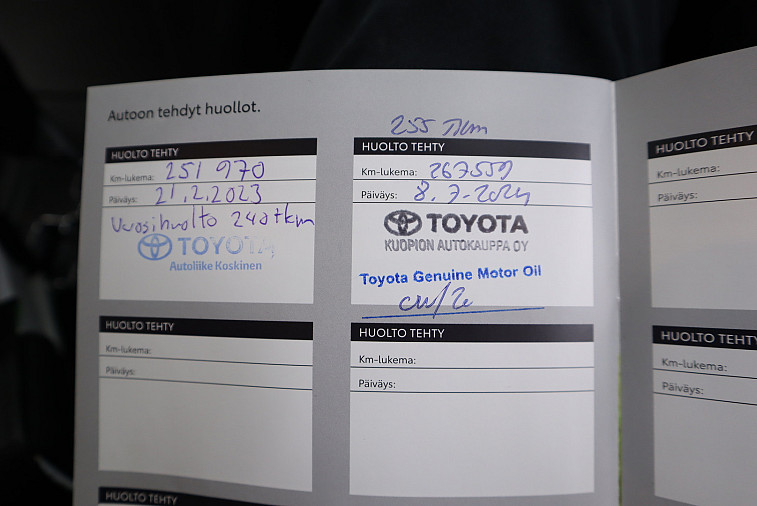 Autoon tehdyt huollot.
HUOLTO TEHTY
Km-lukema: 251 970
Päiväys: 21.2.2023
Vuosihuolto 240tkm
TOYOTA
Autoliike Koskinen
255 Tkm
HUOLTO TEHTY
Km-lukema: 267559
Päiväys: 8.7-2024
TOYOTA
KUOPION AUTOKAUPPA OY
Toyota Genuine Motor Oil
HUOLTO TEHTY
Km-lukema:
Päiväys:
HUOLTO TEHTY
Km-lukema:
Päiväys:
HUOLTO TEHTY
Km-lukema:
Päiväys:
HUOLTO TEHTY
Km-lukema:
Päiväys:
HUOLTO TEHTY